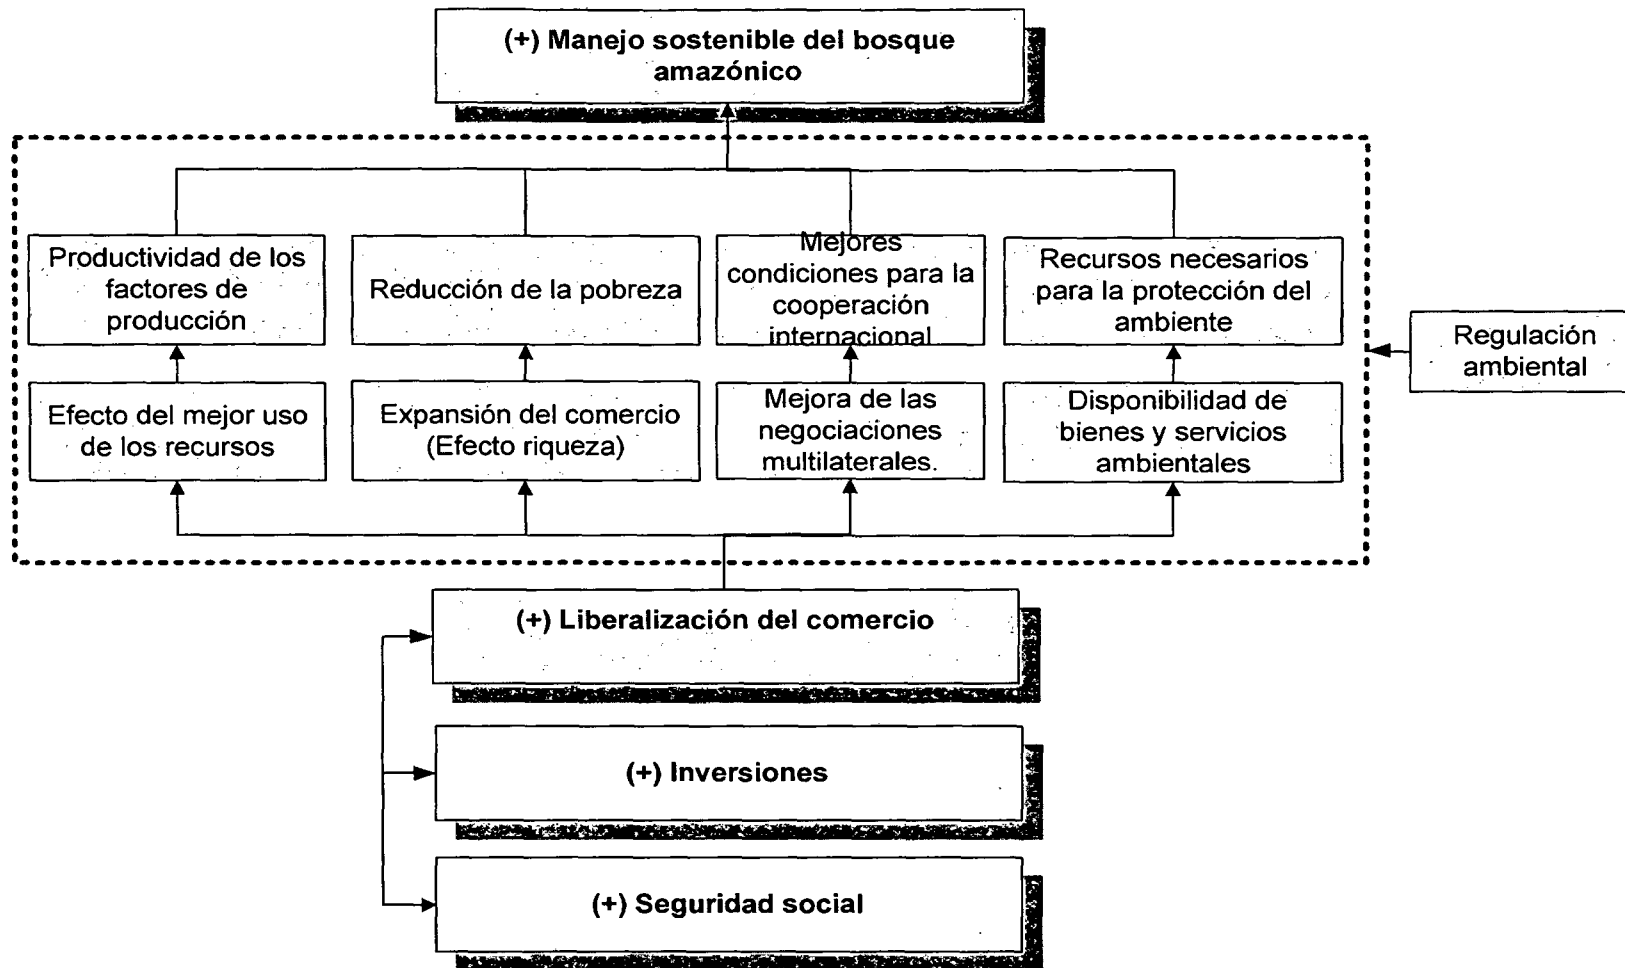 (+) Manejo sostenible del bosque
amazónico
Productividad de los
factores de
producción
Reducción de la pobreza
Mejores
condiciones para la
cooperación
internacional
Recursos necesarios
para la protección del
ambiente
Regulación
ambiental
Efecto del mejor uso
de los recursos
Expansión del comercio
(Efecto riqueza)
Mejora de las
negociaciones
multilaterales.
Disponibilidad de
bienes y servicios
ambientales
(+) Liberalización del comercio
(+) Inversiones
(+) Seguridad social